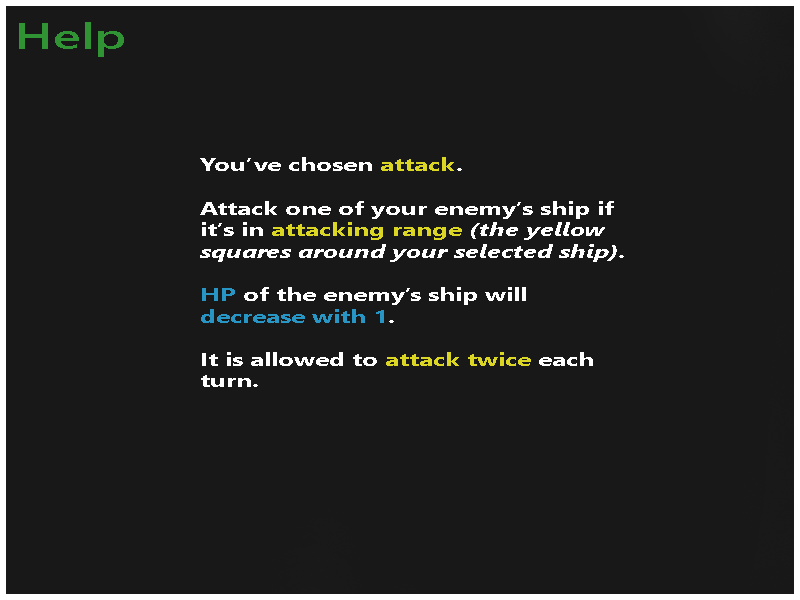 Help
You've chosen attack.
Attack one of your enemy's ship if
it's in attacking range (the yellow
squares around your selected ship).
HP of the enemy's ship will
decrease with 1.
It is allowed to attack twice each
turn.